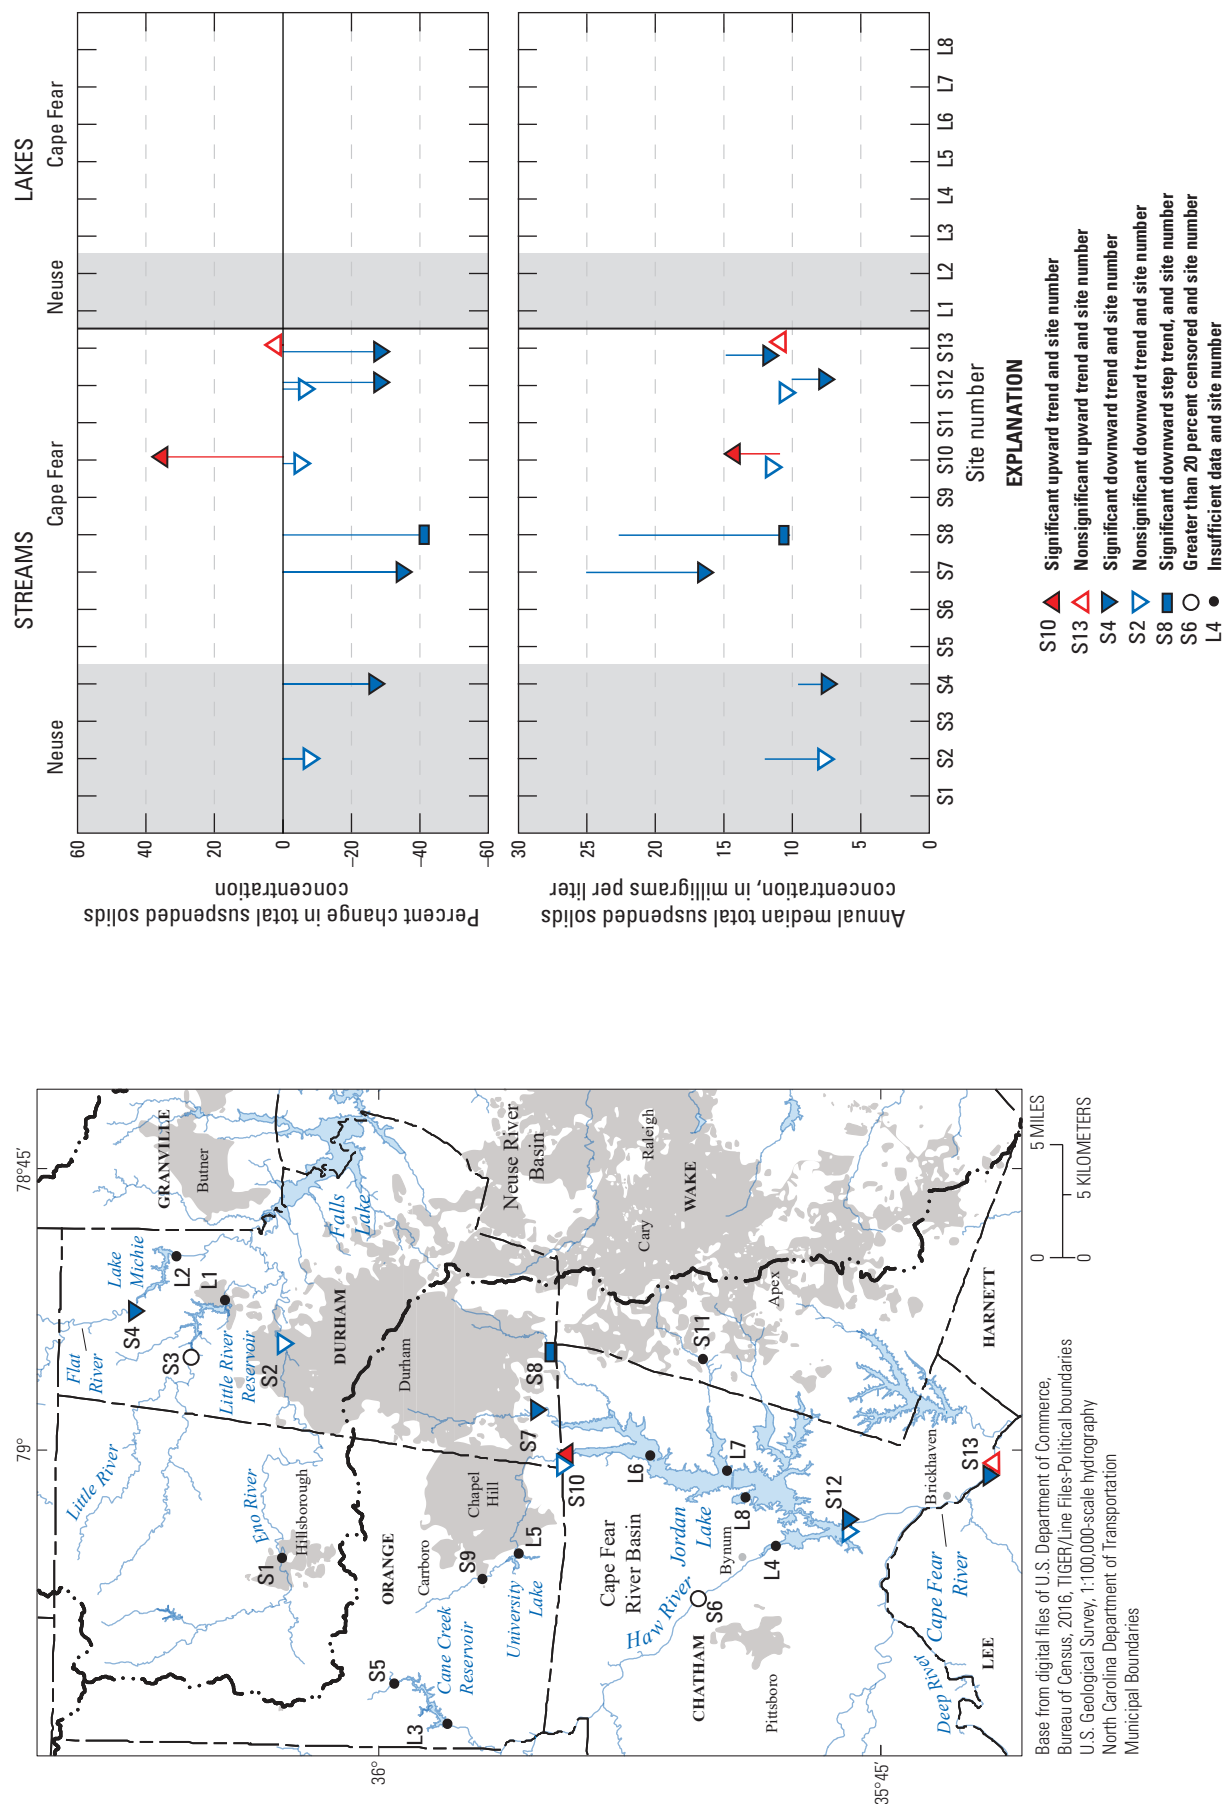 78°45'
79°
36°
35°45'
GRANVILLE
Butner
Lake
Michie
L2
L1
S4
Flat
River
S3
Little River
Reservoir
Little River
S2
Falls
Lake
DURHAM
Durham
Eno River
Hillsborough
S1
ORANGE
Carrboro
Chapel
Hill
S9
L5
University
Lake
Cane Creek
Reservoir
S5
L3
S7
S8
S10
Neuse River
Basin
Raleigh
WAKE
Cary
Apex
S11
Cape Fear
River Basin
Haw River
Jordan
Lake
L6
L7
L8
Bynum
L4
S6
S12
CHATHAM
Pittsboro
Brickhaven
S13
Cape Fear
River
Deep River
LEE
HARNETT
0 5 MILES
0 5 KILOMETERS
Base from digital files of U.S. Department of Commerce,
Bureau of Census, 2016, TIGER/Line Files-Political boundaries
U.S. Geological Survey, 1:100,000-scale hydrography
North Carolina Department of Transportation
Municipal Boundaries
STREAMS
LAKES
Neuse
Cape Fear
Neuse
Cape Fear
Percent change in total suspended solids
concentration
60
40
20
0
–20
–40
–60
Annual median total suspended solids
concentration, in milligrams per liter
30
25
20
15
10
5
0
S1 S2 S3 S4 S5 S6 S7 S8 S9 S10 S11 S12 S13 L1 L2 L3 L4 L5 L6 L7 L8
Site number
EXPLANATION
S10 Significant upward trend and site number
S13 Nonsignificant upward trend and site number
S4 Significant downward trend and site number
S2 Nonsignificant downward trend and site number
S8 Significant downward step trend, and site number
S6 Greater than 20 percent censored and site number
L4 Insufficient data and site number